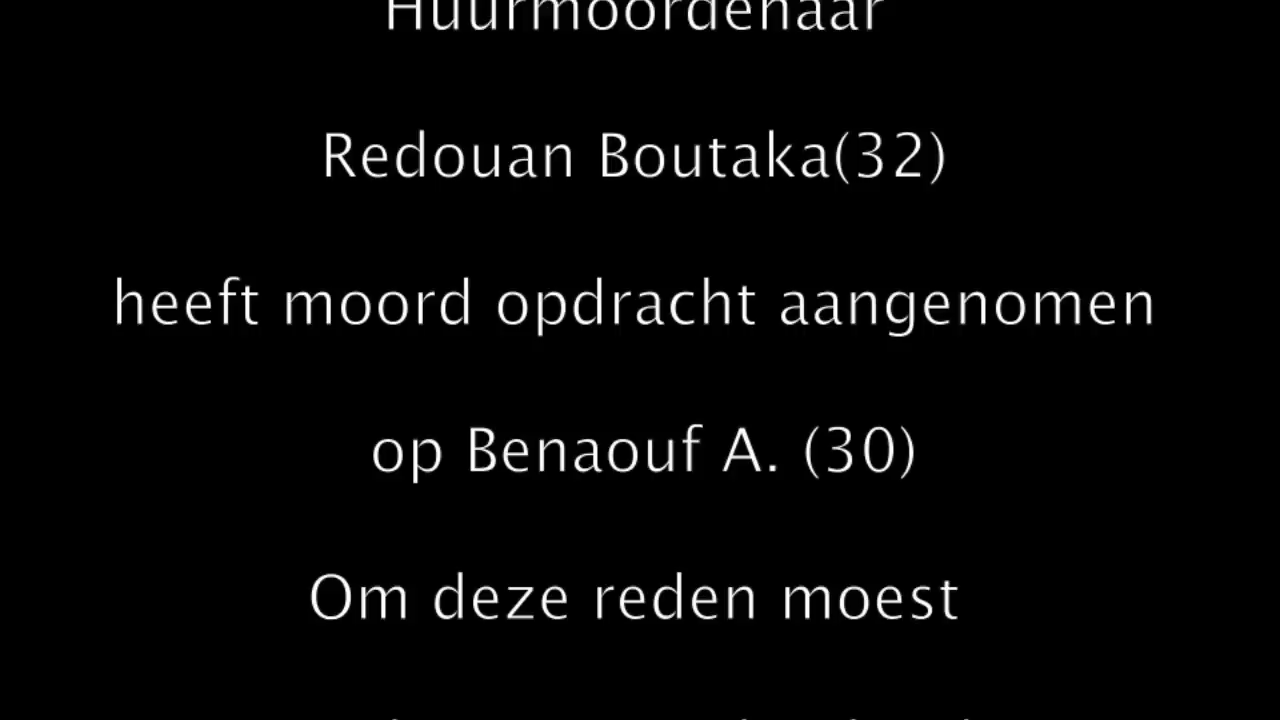 Huurmoordenaar
Redouan Boutaka(32)
heeft moord opdracht aangenomen
op Benaouf A. (30)
Om deze reden moest